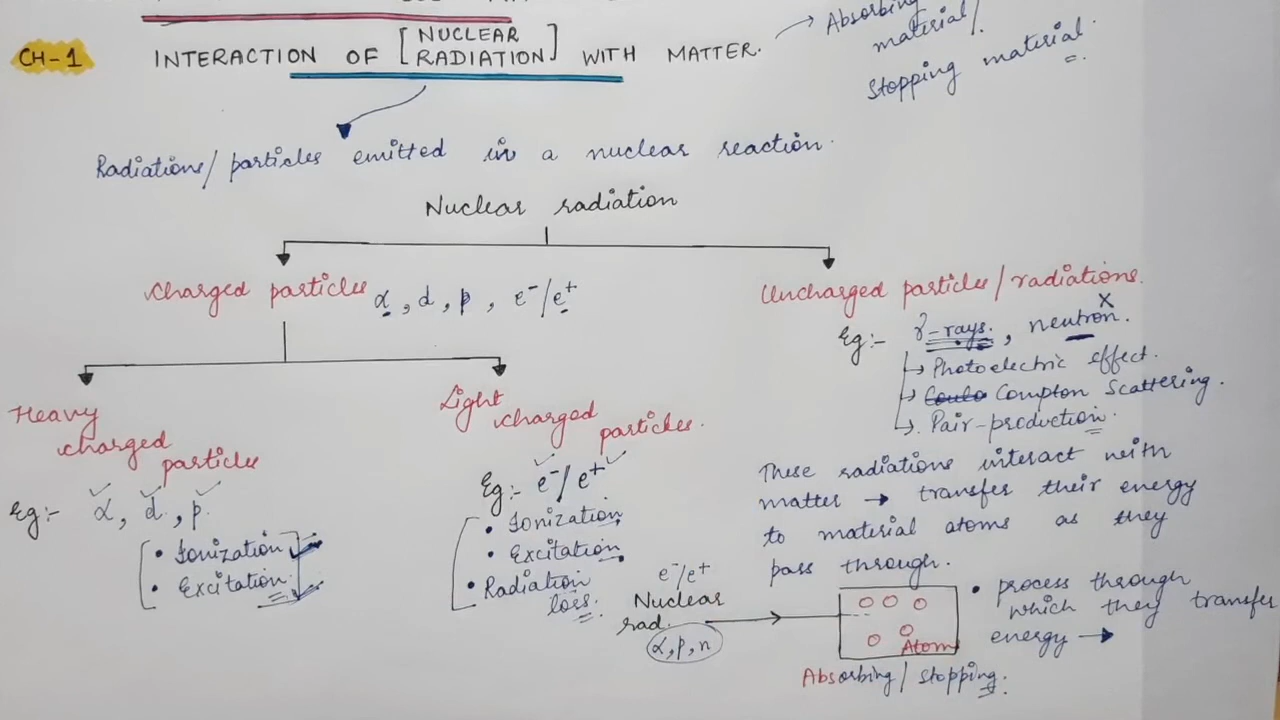 CH-1
INTERACTION OF [NUCLEAR RADIATION] WITH MATTER.
Absorbing
material/
Stopping material.
Radiations/particles emitted in a nuclear reaction.
Nuclear radiation
Charged particles α, d, p, e⁻/e⁺
Uncharged particles/radiations.
Eg:- γ-rays, neutron. X
Photoelectric effect.
Coulo Compton Scattering.
Pair-production.
Heavy
charged
particles
Eg:- α, d, p.
• Ionization
• Excitation
Light
charged
particles.
Eg:- e⁻/e⁺
• Ionization
• Excitation
• Radiation
loss.
These radiations interact with
matter → transfer their energy
to material atoms as they
pass through.
e⁻/e⁺
Nuclear
rad.
α, p, n
Atom
Absorbing/stopping.
• process through
which they transfer
energy →